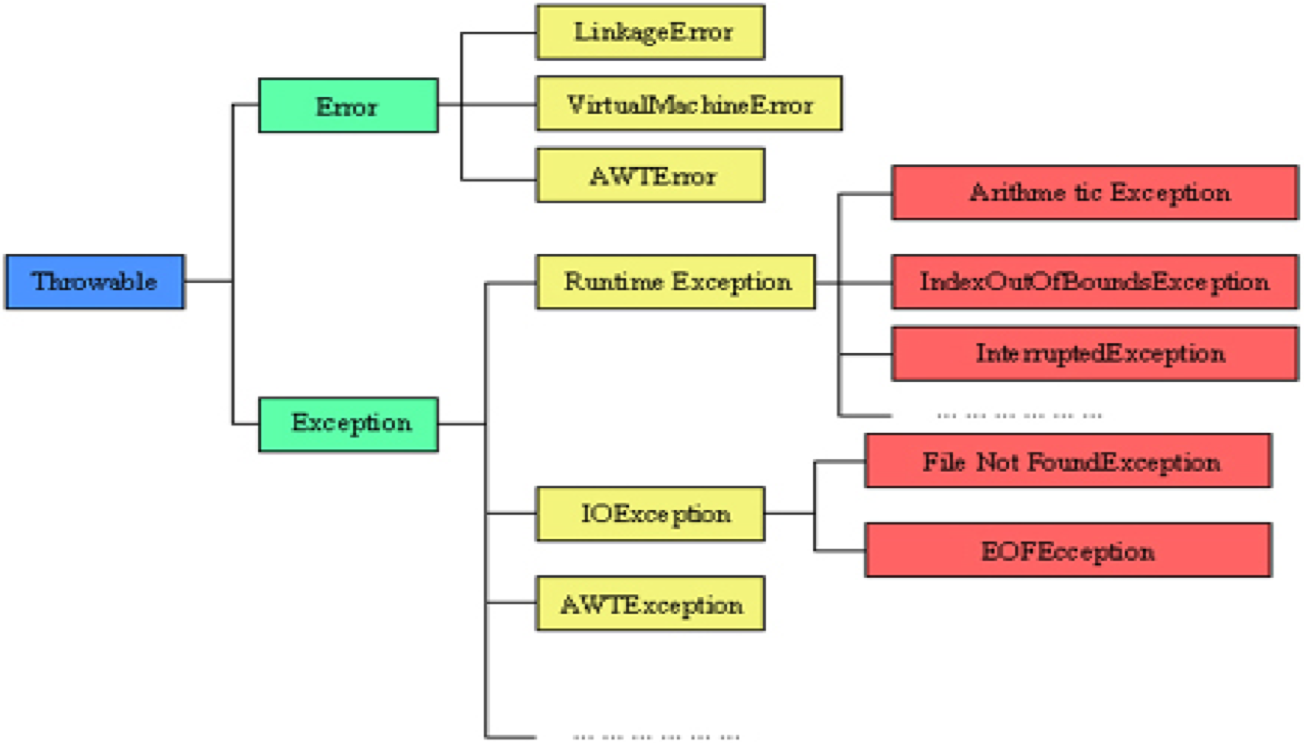 LinkageError
Error
VirtualMachineError
AWTError
Arithme tic Exception
Throwable
Runtime Exception
IndexOutOfBoundsException
InterruptedException
... ... ... ... ... ...
Exception
File Not FoundException
IOException
EOFEcception
AWTException
... ... ... ... ... ...